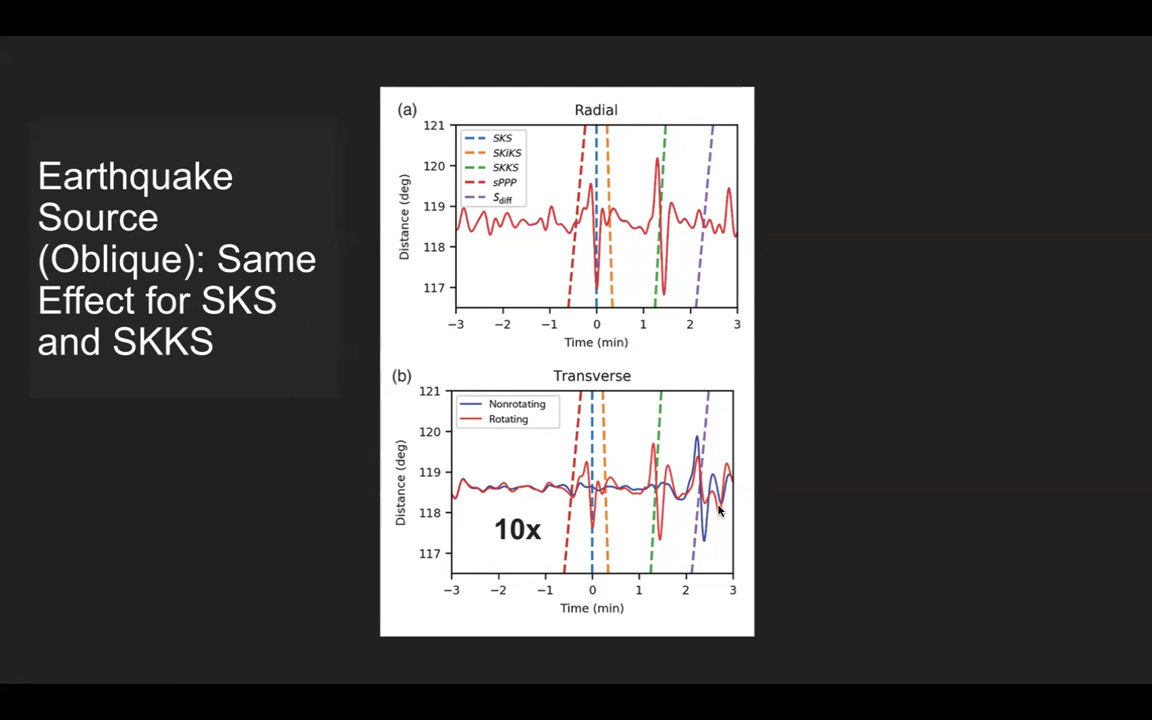 Earthquake
Source
(Oblique): Same
Effect for SKS
and SKKS
(a)
Radial
121
120
119
118
117
Distance (deg)
SKS
SKiKS
SKKS
sPPP
Sdiff
−3 −2 −1 0 1 2 3
Time (min)
(b)
Transverse
121
120
119
118
117
Distance (deg)
Nonrotating
Rotating
10x
−3 −2 −1 0 1 2 3
Time (min)